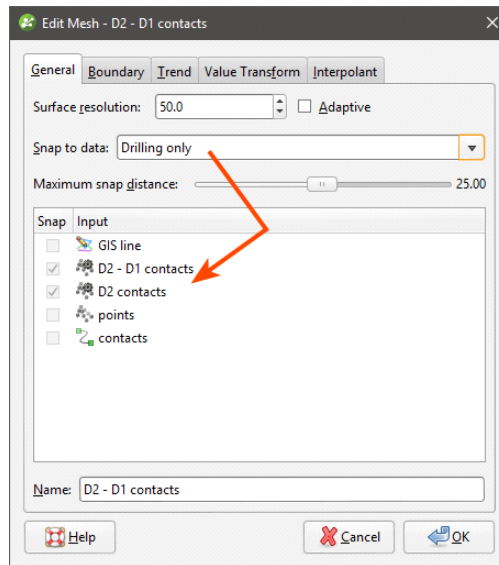 Edit Mesh - D2 - D1 contacts
General Boundary Trend Value Transform Interpolant
Surface resolution: 50.0 Adaptive
Snap to data: Drilling only
Maximum snap distance: 25.00
Snap Input
GIS line
D2 - D1 contacts
D2 contacts
points
contacts
Name: D2 - D1 contacts
Help Cancel OK